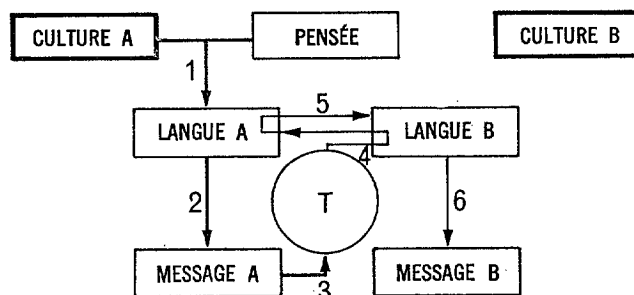 CULTURE A
PENSÉE
CULTURE B
1
5
LANGUE A
LANGUE B
4
2
T
6
MESSAGE A
MESSAGE B
3